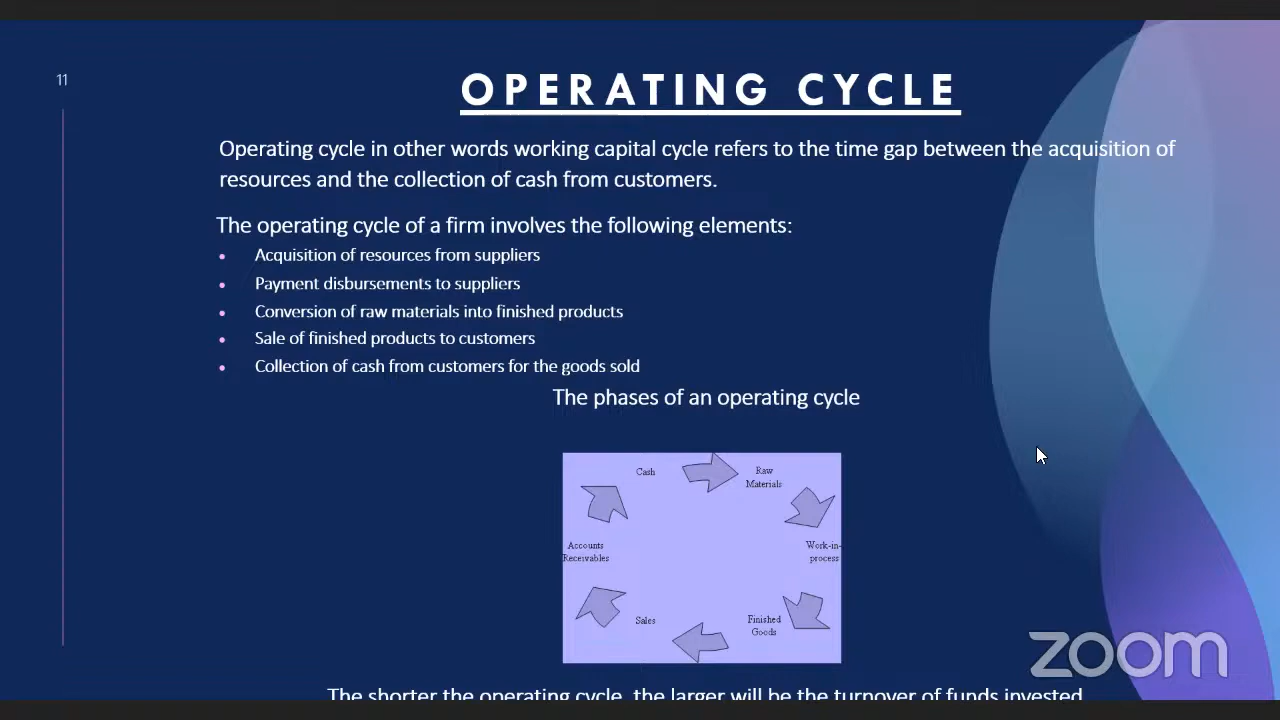 11
OPERATING CYCLE
Operating cycle in other words working capital cycle refers to the time gap between the acquisition of
resources and the collection of cash from customers.
The operating cycle of a firm involves the following elements:
• Acquisition of resources from suppliers
• Payment disbursements to suppliers
• Conversion of raw materials into finished products
• Sale of finished products to customers
• Collection of cash from customers for the goods sold
The phases of an operating cycle
Cash
Raw
Materials
Work-in-
process
Finished
Goods
Sales
Accounts
Receivables
The shorter the operating cycle, the larger will be the turnover of funds invested
zoom